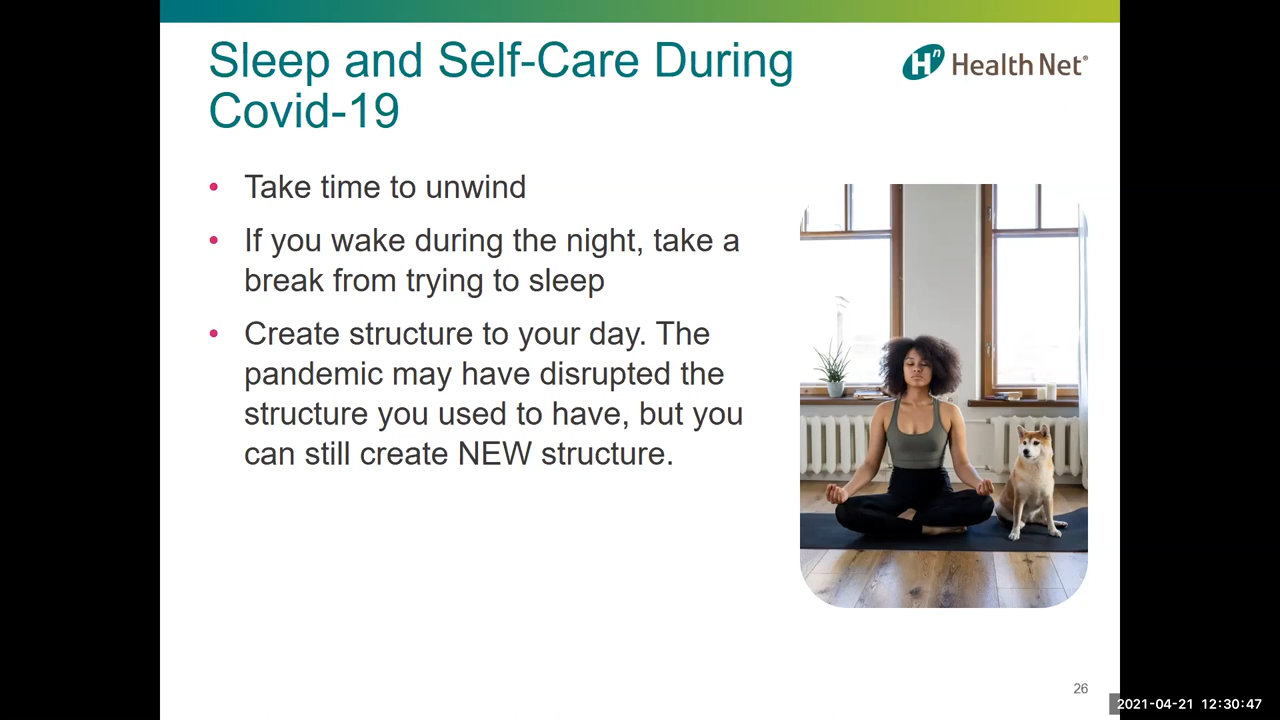 Sleep and Self-Care During
Covid-19
Hn Health Net®
• Take time to unwind
• If you wake during the night, take a
break from trying to sleep
• Create structure to your day. The
pandemic may have disrupted the
structure you used to have, but you
can still create NEW structure.
26
2021-04-21 12:30:47